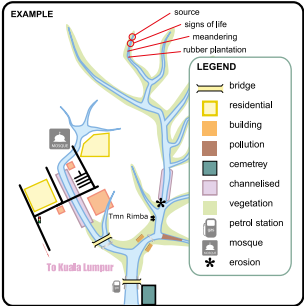 EXAMPLE
source
signs of life
meandering
rubber plantation
LEGEND
bridge
residential
building
pollution
cemetrey
channelised
vegetation
petrol station
mosque
erosion
MOSQUE
Tmn Rimba
To Kuala Lumpur